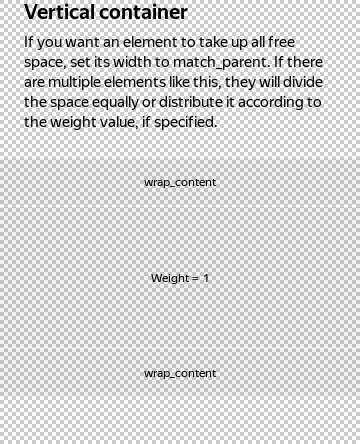 Vertical container
If you want an element to take up all free
space, set its width to match_parent. If there
are multiple elements like this, they will divide
the space equally or distribute it according to
the weight value, if specified.
wrap_content
Weight = 1
wrap_content